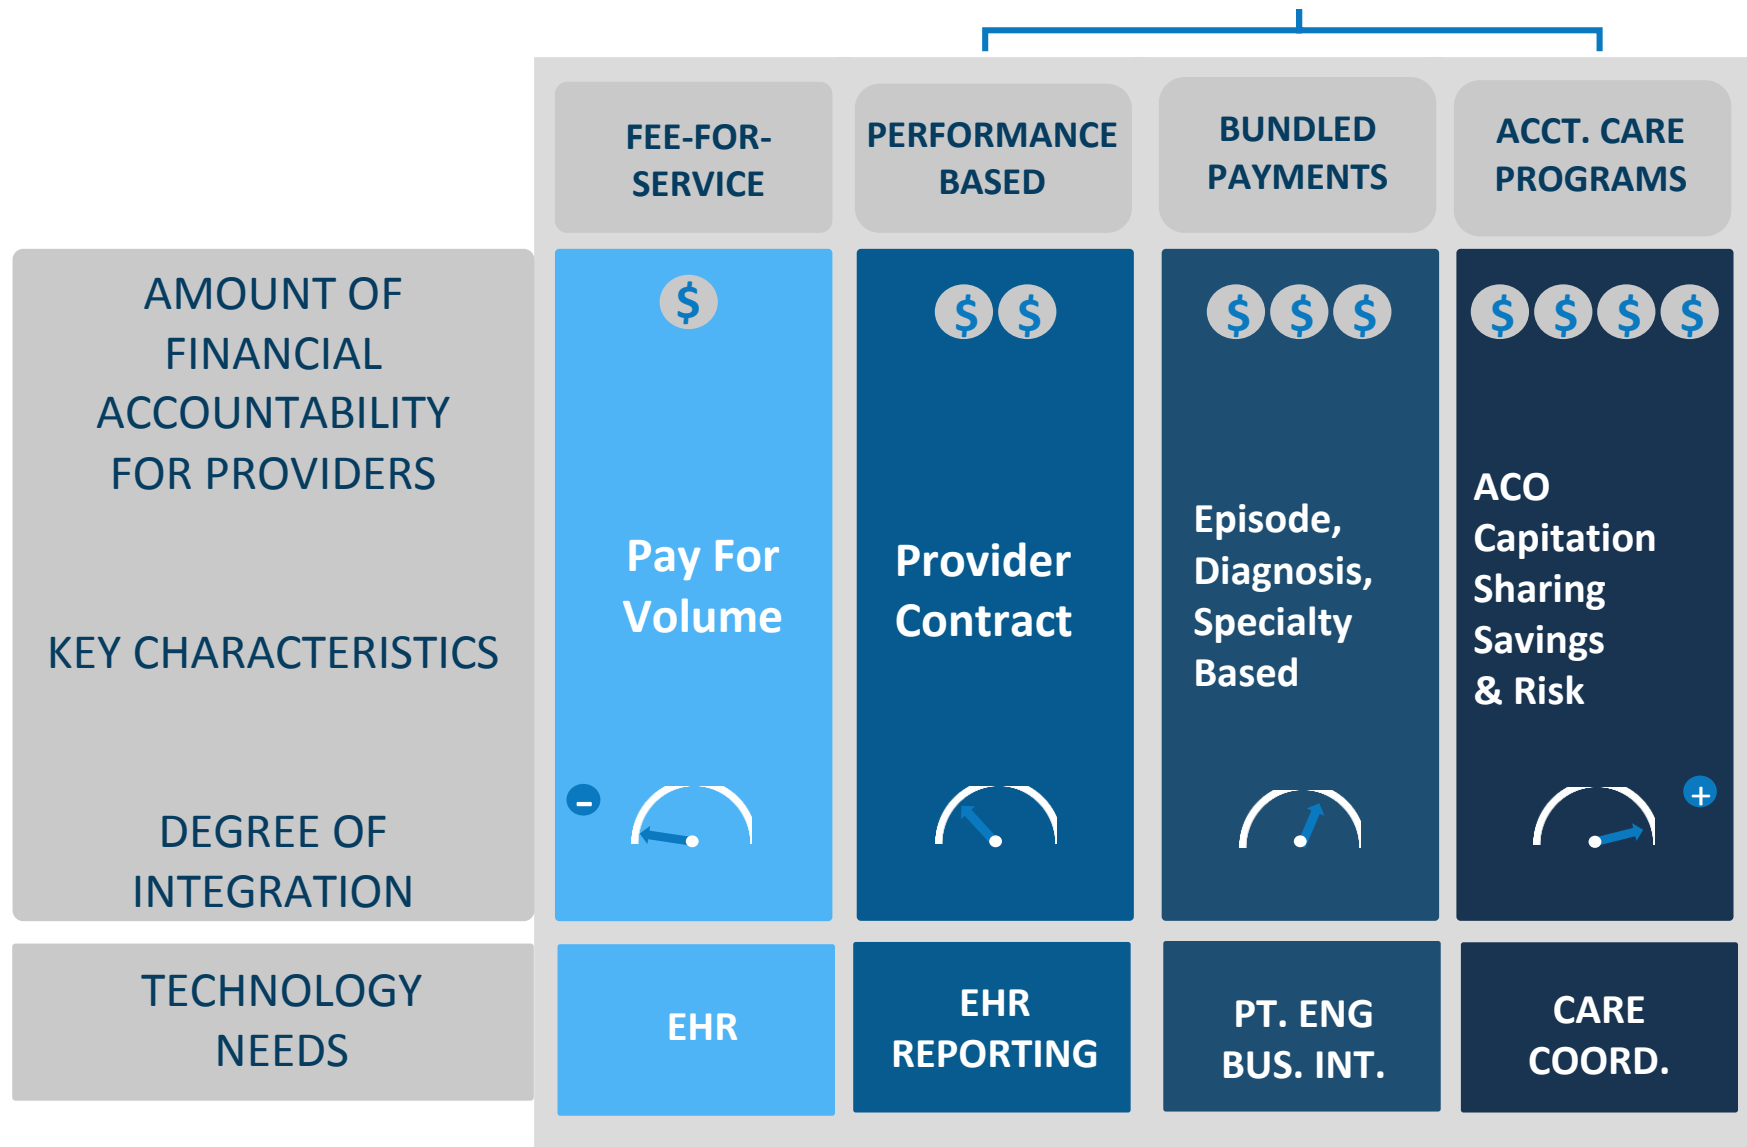 FEE-FOR-
SERVICE
PERFORMANCE
BASED
BUNDLED
PAYMENTS
ACCT. CARE
PROGRAMS
AMOUNT OF
FINANCIAL
ACCOUNTABILITY
FOR PROVIDERS
$
$ $
$ $ $
$ $ $ $
KEY CHARACTERISTICS
Pay For
Volume
Provider
Contract
Episode,
Diagnosis,
Specialty
Based
ACO
Capitation
Sharing
Savings
& Risk
DEGREE OF
INTEGRATION
-
+
TECHNOLOGY
NEEDS
EHR
EHR
REPORTING
PT. ENG
BUS. INT.
CARE
COORD.